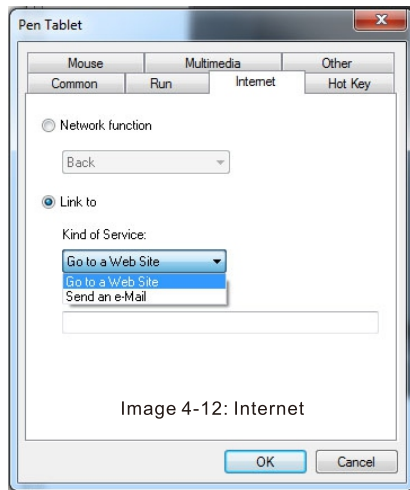 Pen Tablet
Mouse Multimedia Other
Common Run Internet Hot Key
Network function
Back
Link to
Kind of Service:
Go to a Web Site
Go to a Web Site
Send an e-Mail
Image 4-12: Internet
OK Cancel